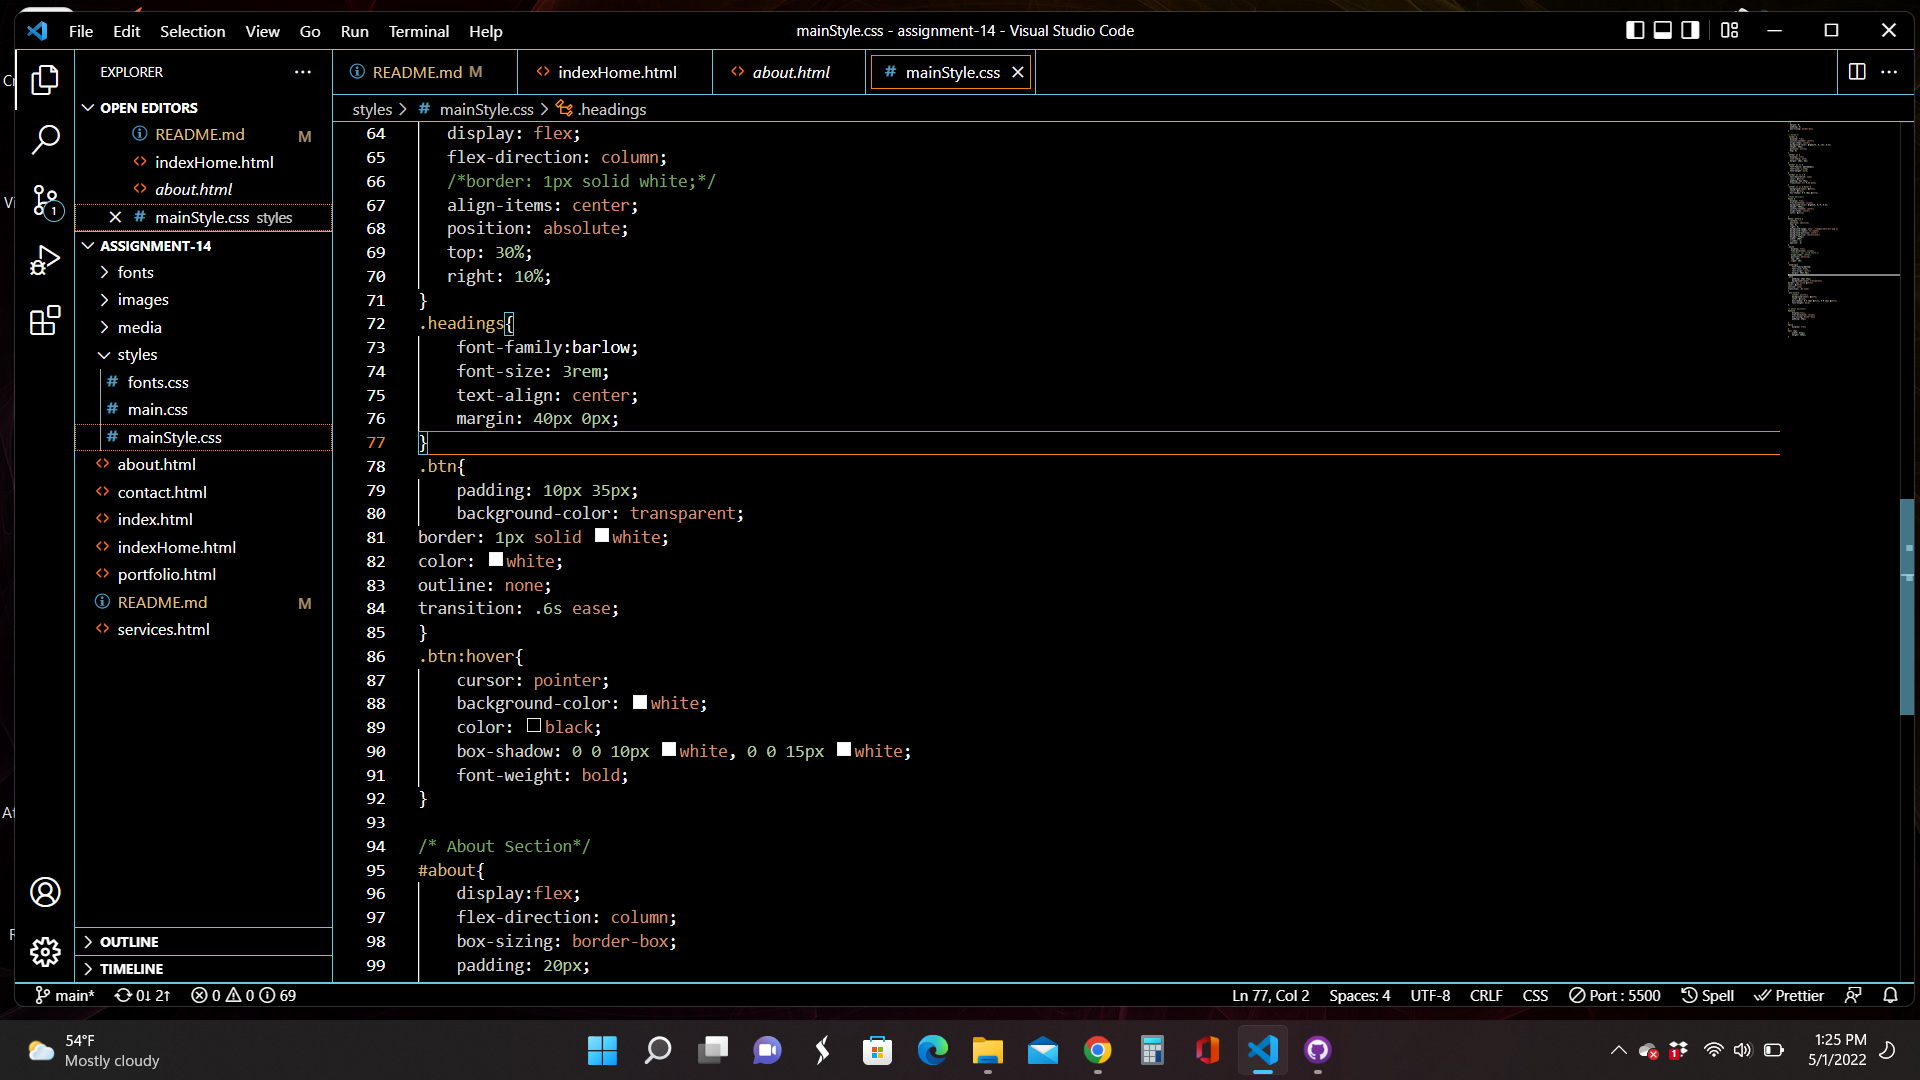 File Edit Selection View Go Run Terminal Help
mainStyle.css - assignment-14 - Visual Studio Code
EXPLORER
README.md M
indexHome.html
about.html
# mainStyle.css
OPEN EDITORS
README.md M
indexHome.html
about.html
# mainStyle.css styles
ASSIGNMENT-14
fonts
images
media
styles
# fonts.css
# main.css
# mainStyle.css
about.html
contact.html
index.html
indexHome.html
portfolio.html
README.md M
services.html
OUTLINE
TIMELINE
styles > # mainStyle.css > .headings
64 display: flex;
65 flex-direction: column;
66 /*border: 1px solid white;*/
67 align-items: center;
68 position: absolute;
69 top: 30%;
70 right: 10%;
71 }
72 .headings{
73 font-family:barlow;
74 font-size: 3rem;
75 text-align: center;
76 margin: 40px 0px;
77 }
78 .btn{
79 padding: 10px 35px;
80 background-color: transparent;
81 border: 1px solid white;
82 color: white;
83 outline: none;
84 transition: .6s ease;
85 }
86 .btn:hover{
87 cursor: pointer;
88 background-color: white;
89 color: black;
90 box-shadow: 0 0 10px white, 0 0 15px white;
91 font-weight: bold;
92 }
93
94 /* About Section*/
95 #about{
96 display:flex;
97 flex-direction: column;
98 box-sizing: border-box;
99 padding: 20px;
1
main* 0↓ 2↑ 0 0 69
Ln 77, Col 2 Spaces: 4 UTF-8 CRLF CSS Port : 5500 Spell Prettier
54°F
Mostly cloudy
1
1:25 PM
5/1/2022